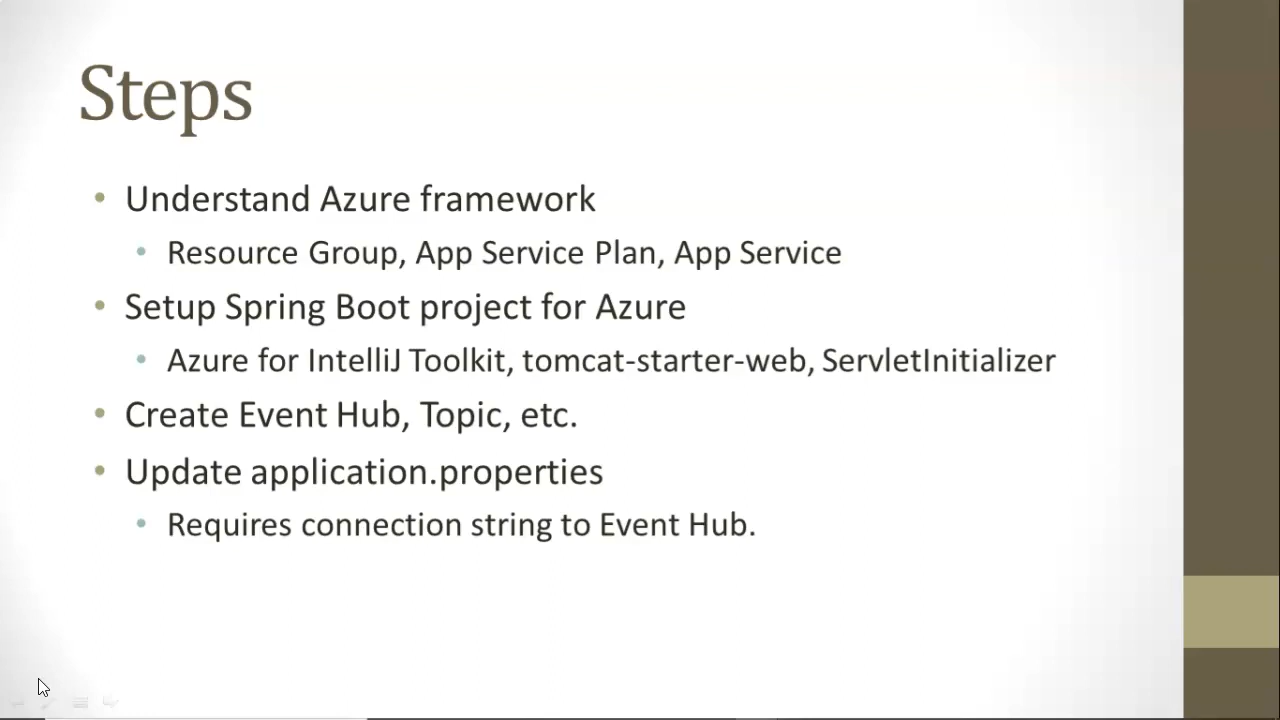 Steps
• Understand Azure framework
• Resource Group, App Service Plan, App Service
• Setup Spring Boot project for Azure
• Azure for IntelliJ Toolkit, tomcat-starter-web, ServletInitializer
• Create Event Hub, Topic, etc.
• Update application.properties
• Requires connection string to Event Hub.